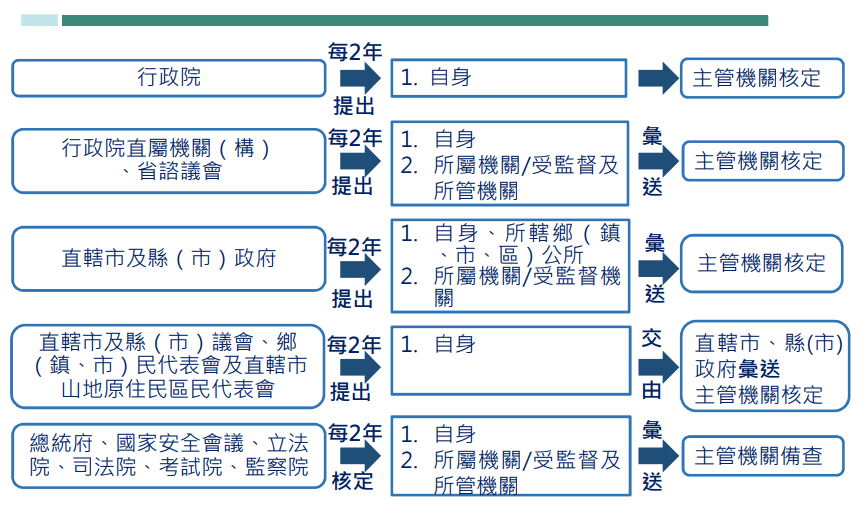 每2年
行政院
1. 自身
主管機關核定
提出
每2年
行政院直屬機關（構）
、省諮議會
提出
1. 自身
2. 所屬機關/受監督及
所管機關
彙
送
主管機關核定
每2年
直轄市及縣（市）政府
提出
1. 自身、所轄鄉（鎮
、市、區）公所
2. 所屬機關/受監督機
關
彙
送
主管機關核定
直轄市及縣（市）議會、鄉
（鎮、市）民代表會及直轄市
山地原住民區民代表會
每2年
提出
1. 自身
交
由
直轄市、縣(市)
政府彙送
主管機關核定
總統府、國家安全會議、立法
院、司法院、考試院、監察院
每2年
核定
1. 自身
2. 所屬機關/受監督及
所管機關
彙
送
主管機關備查